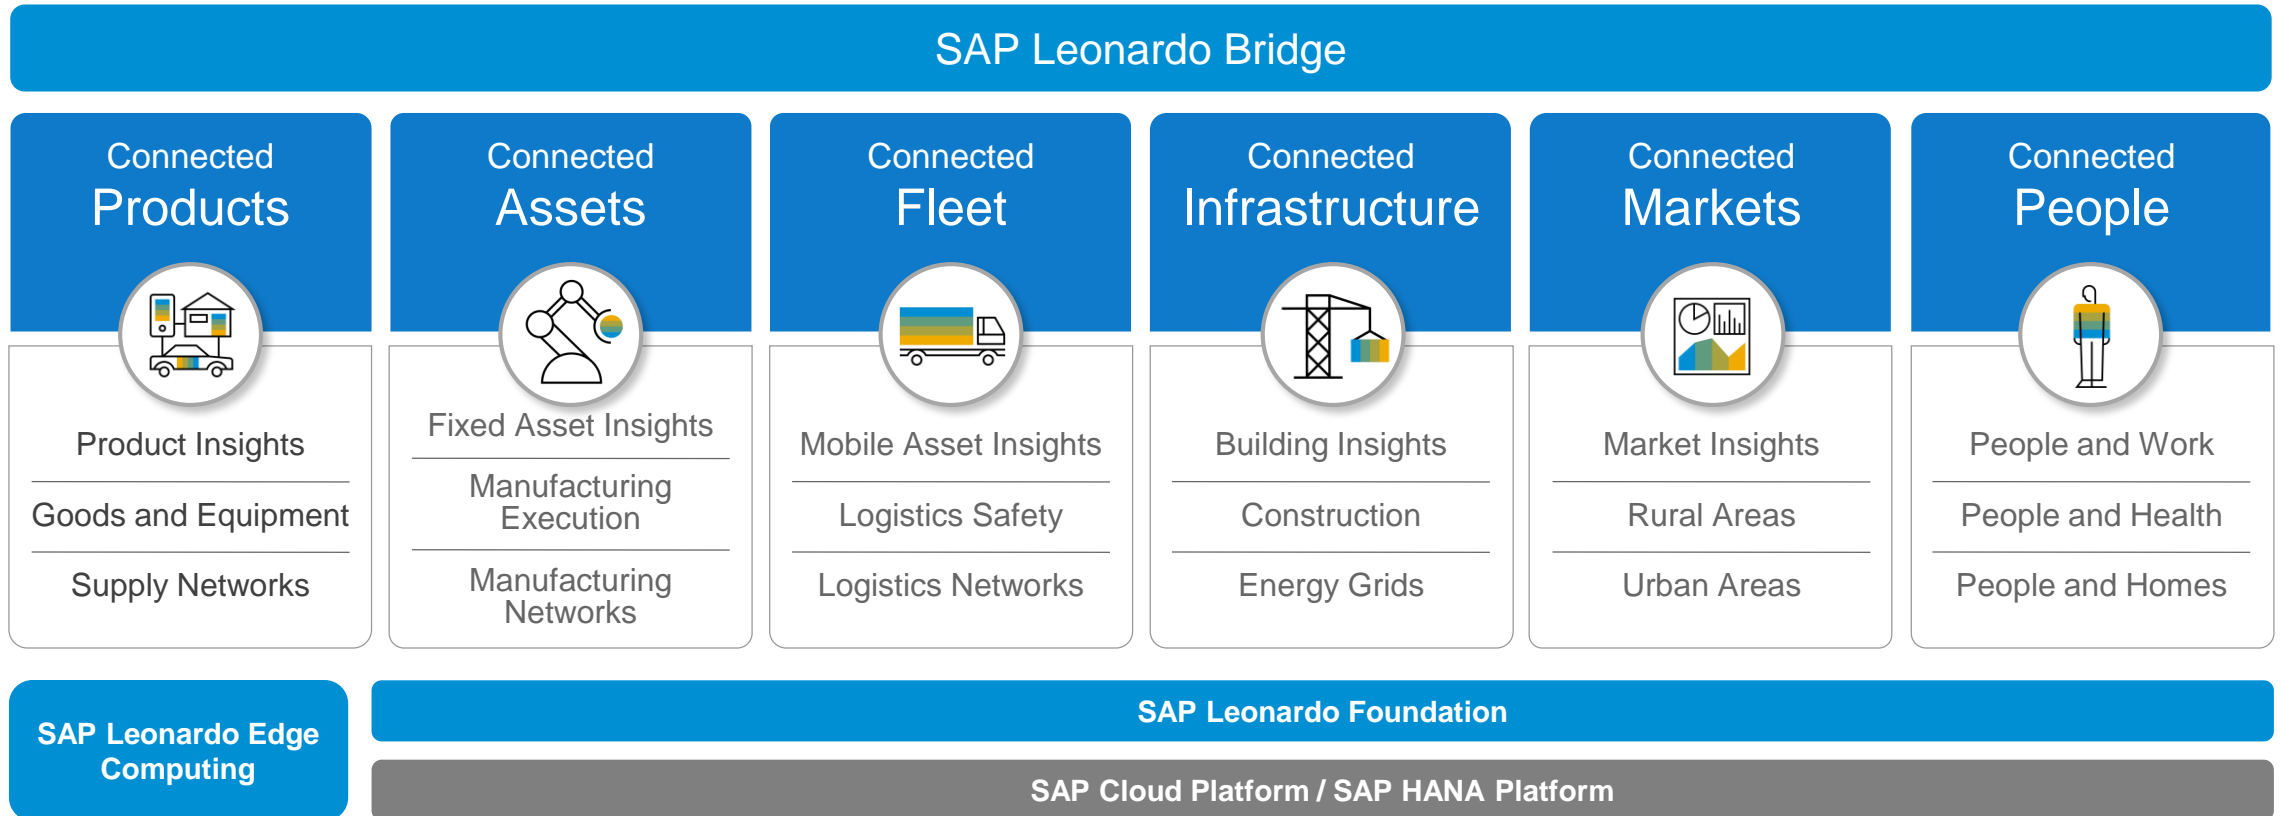 SAP Leonardo Bridge
Connected
Products
Product Insights
Goods and Equipment
Supply Networks
Connected
Assets
Fixed Asset Insights
Manufacturing
Execution
Manufacturing
Networks
Connected
Fleet
Mobile Asset Insights
Logistics Safety
Logistics Networks
Connected
Infrastructure
Building Insights
Construction
Energy Grids
Connected
Markets
Market Insights
Rural Areas
Urban Areas
Connected
People
People and Work
People and Health
People and Homes
SAP Leonardo Edge
Computing
SAP Leonardo Foundation
SAP Cloud Platform / SAP HANA Platform